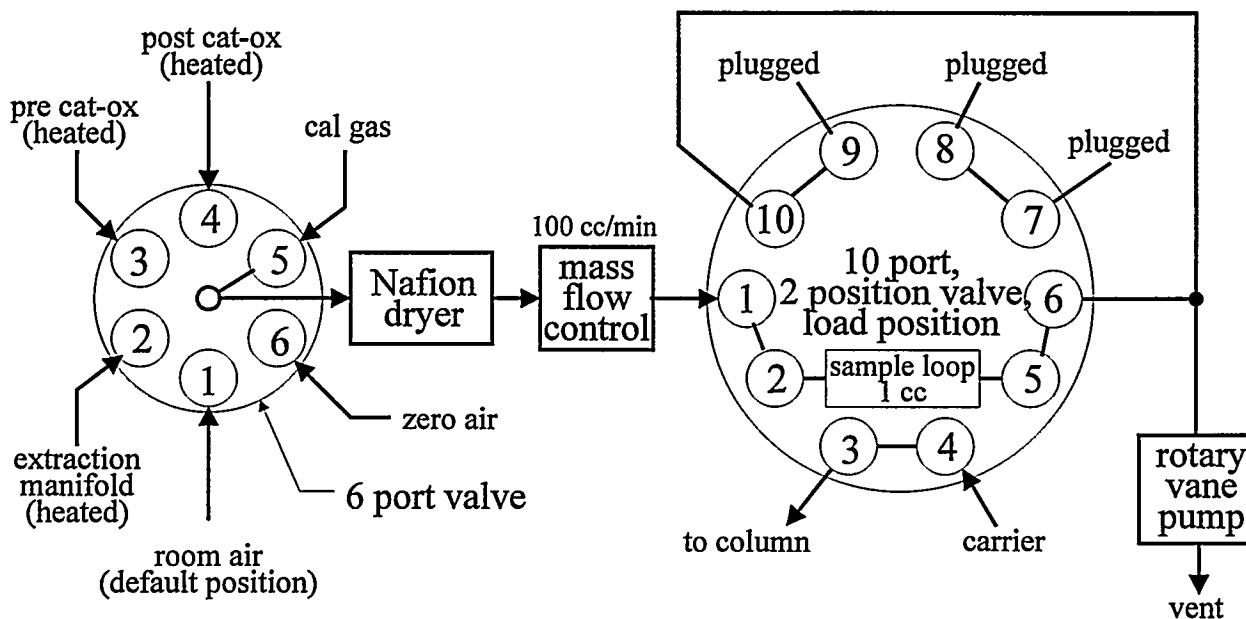 post cat-ox
(heated)
pre cat-ox
(heated)
cal gas
plugged
plugged
plugged
4
3
5
2
6
1
Nafion
dryer
100 cc/min
mass
flow
control
9
8
10
7
1
10 port,
2 position valve,
load position
6
2
sample loop
1 cc
5
3
4
zero air
extraction
manifold
(heated)
6 port valve
room air
(default position)
to column
carrier
rotary
vane
pump
vent